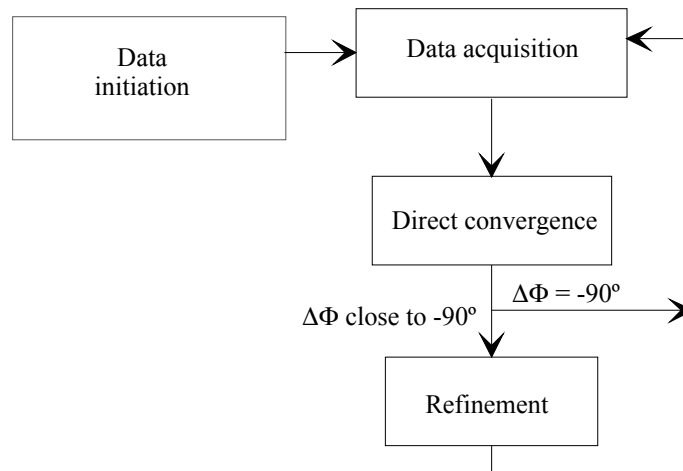 Data
initiation
Data acquisition
Direct convergence
ΔΦ = -90º
ΔΦ close to -90º
Refinement